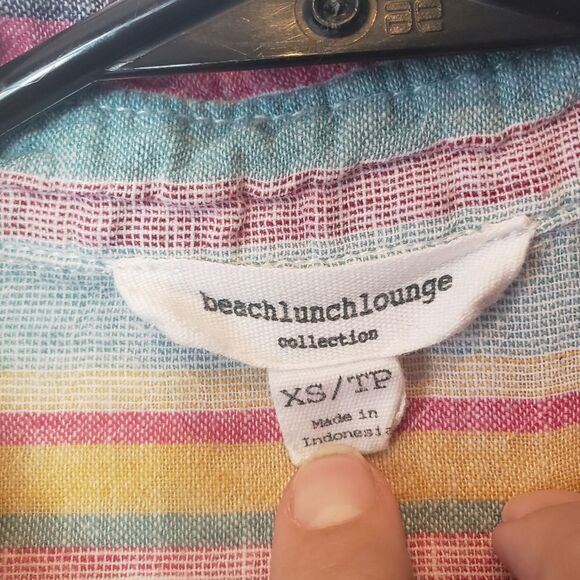 beachlunchlounge
collection
XS/TP
Made in
Indonesia